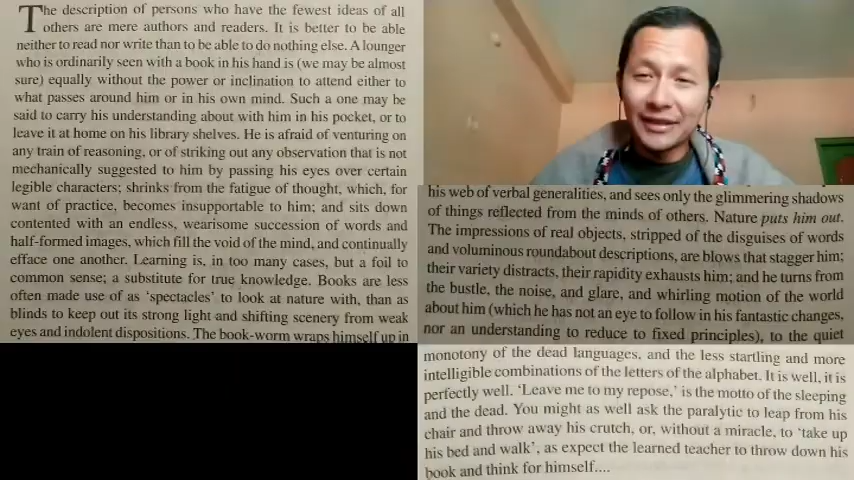 The description of persons who have the fewest ideas of all
others are mere authors and readers. It is better to be able
neither to read nor write than to be able to do nothing else. A lounger
who is ordinarily seen with a book in his hand is (we may be almost
sure) equally without the power or inclination to attend either to
what passes around him or in his own mind. Such a one may be
said to carry his understanding about with him in his pocket, or to
leave it at home on his library shelves. He is afraid of venturing on
any train of reasoning, or of striking out any observation that is not
mechanically suggested to him by passing his eyes over certain
legible characters; shrinks from the fatigue of thought, which, for
want of practice, becomes insupportable to him; and sits down
contented with an endless, wearisome succession of words and
half-formed images, which fill the void of the mind, and continually
efface one another. Learning is, in too many cases, but a foil to
common sense; a substitute for true knowledge. Books are less
often made use of as ‘spectacles’ to look at nature with, than as
blinds to keep out its strong light and shifting scenery from weak
eyes and indolent dispositions. The book-worm wraps himself up in
his web of verbal generalities, and sees only the glimmering shadows
of things reflected from the minds of others. Nature puts him out.
The impressions of real objects, stripped of the disguises of words
and voluminous roundabout descriptions, are blows that stagger him;
their variety distracts, their rapidity exhausts him; and he turns from
the bustle, the noise, and glare, and whirling motion of the world
about him (which he has not an eye to follow in his fantastic changes,
nor an understanding to reduce to fixed principles), to the quiet
monotony of the dead languages, and the less startling and more
intelligible combinations of the letters of the alphabet. It is well, it is
perfectly well. ‘Leave me to my repose,’ is the motto of the sleeping
and the dead. You might as well ask the paralytic to leap from his
chair and throw away his crutch, or, without a miracle, to ‘take up
his bed and walk’, as expect the learned teacher to throw down his
book and think for himself....